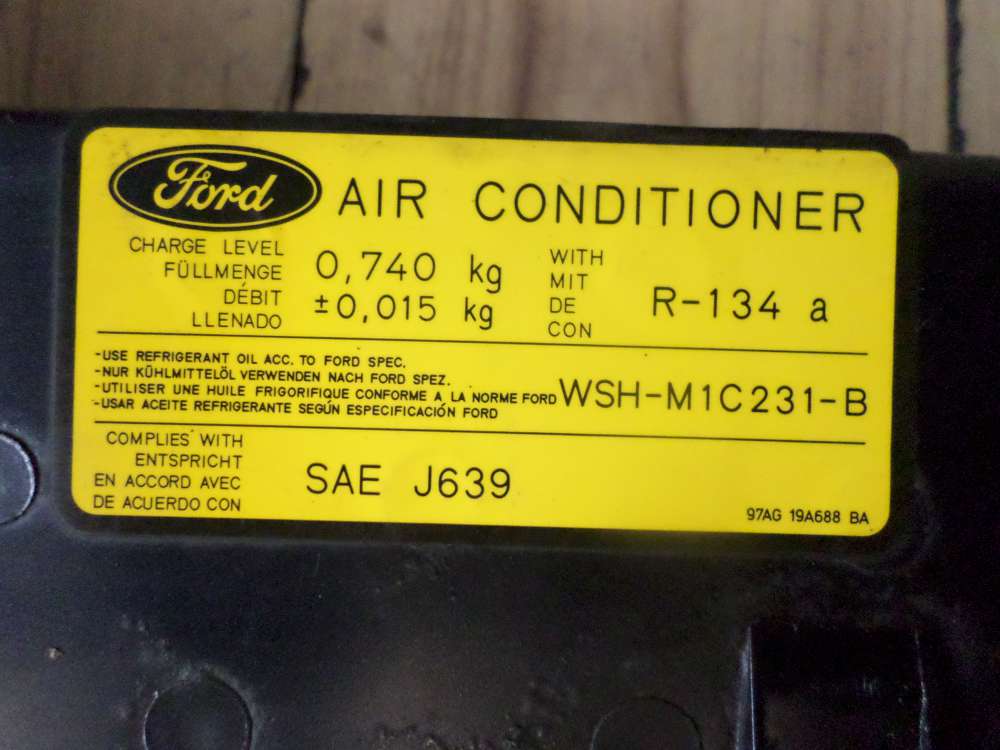 Ford AIR CONDITIONER
CHARGE LEVEL
FÜLLMENGE
DÉBIT
LLENADO
0,740 kg
±0,015 kg
WITH
MIT
DE
CON
R-134 a
-USE REFRIGERANT OIL ACC. TO FORD SPEC.
-NUR KÜHLMITTELÖL VERWENDEN NACH FORD SPEZ.
-UTILISER UNE HUILE FRIGORIFIQUE CONFORME A LA NORME FORD
-USAR ACEITE REFRIGERANTE SEGÚN ESPECIFICACIÓN FORD
WSH-M1C231-B
COMPLIES WITH
ENTSPRICHT
EN ACCORD AVEC
DE ACUERDO CON
SAE J639
97AG 19A688 BA